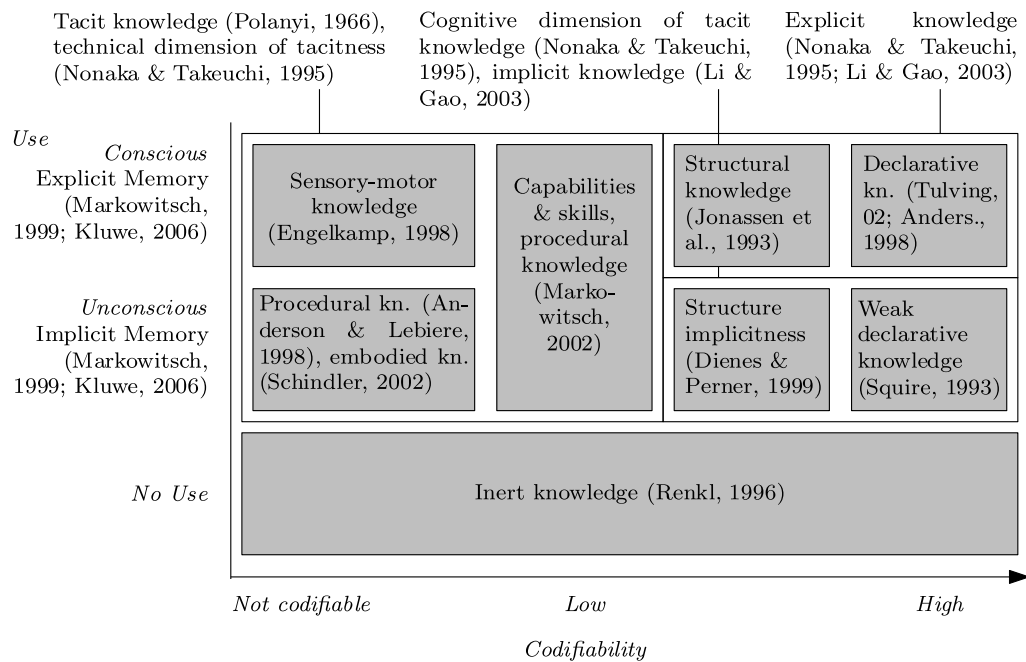 Tacit knowledge (Polanyi, 1966),
technical dimension of tacitness
(Nonaka & Takeuchi, 1995)
Cognitive dimension of tacit
knowledge (Nonaka & Takeuchi,
1995), implicit knowledge (Li &
Gao, 2003)
Explicit knowledge
(Nonaka & Takeuchi,
1995; Li & Gao, 2003)
Use
Conscious
Explicit Memory
(Markowitsch,
1999; Kluwe, 2006)
Sensory-motor
knowledge
(Engelkamp, 1998)
Capabilities
& skills,
procedural
knowledge
(Marko-
witsch,
2002)
Structural
knowledge
(Jonassen et
al., 1993)
Declarative
kn. (Tulving,
02; Anders.,
1998)
Unconscious
Implicit Memory
(Markowitsch,
1999; Kluwe, 2006)
Procedural kn. (An-
derson & Lebiere,
1998), embodied kn.
(Schindler, 2002)
Structure
implicitness
(Dienes &
Perner, 1999)
Weak
declarative
knowledge
(Squire, 1993)
No Use
Inert knowledge (Renkl, 1996)
Not codifiable
Low
High
Codifiability